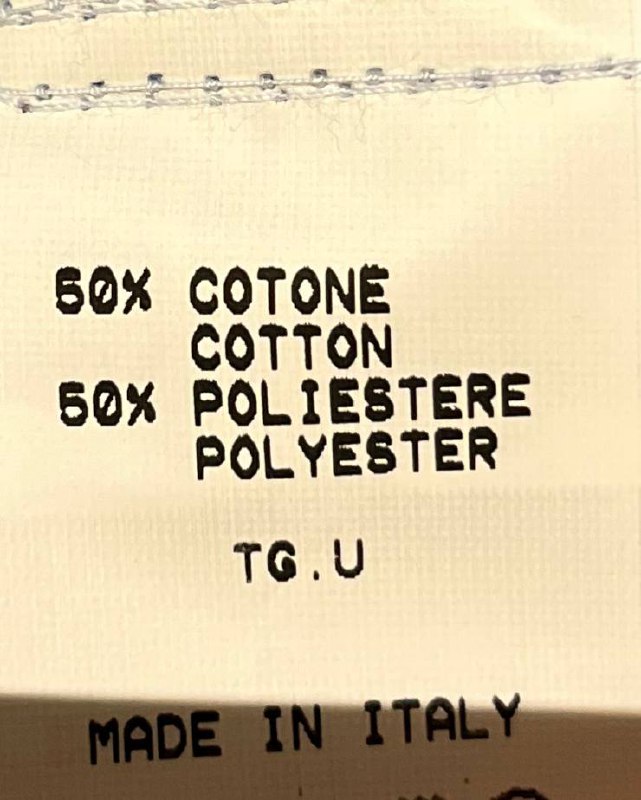 50% COTONE
COTTON
50% POLIESTERE
POLYESTER
TG.U
MADE IN ITALY